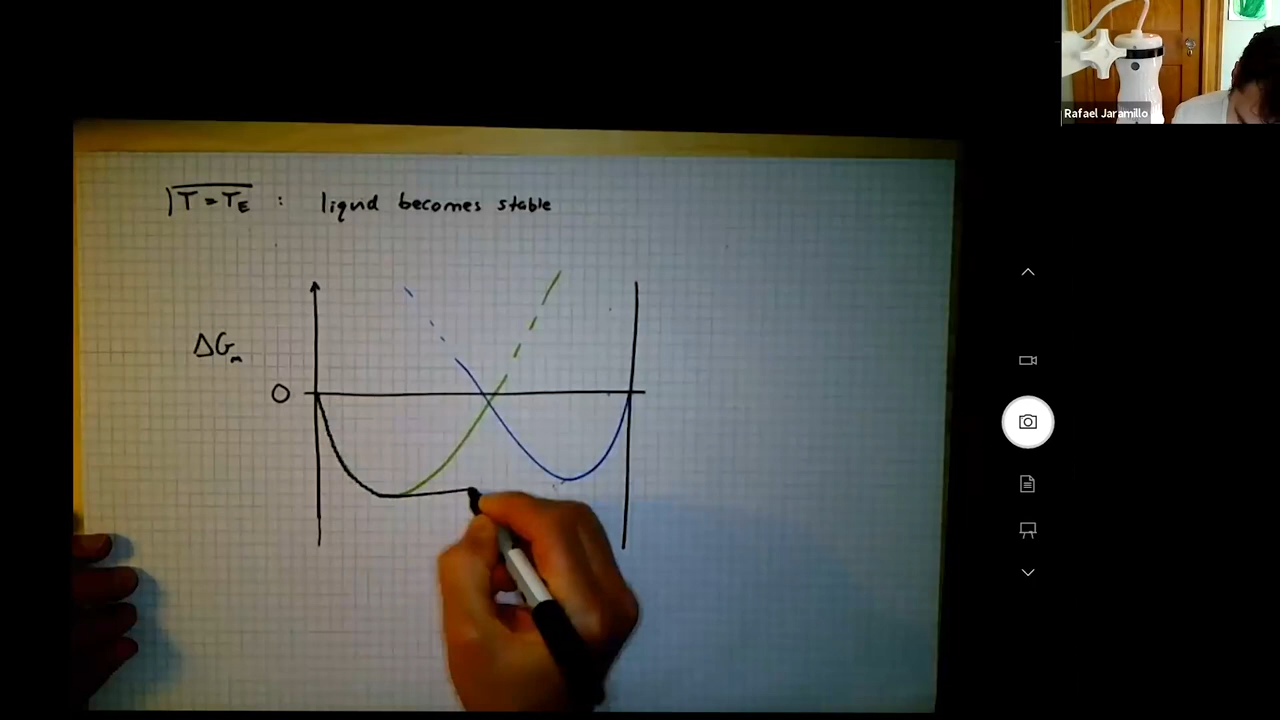 T = T_E : liquid becomes stable
ΔG_m
0
Rafael Jaramillo